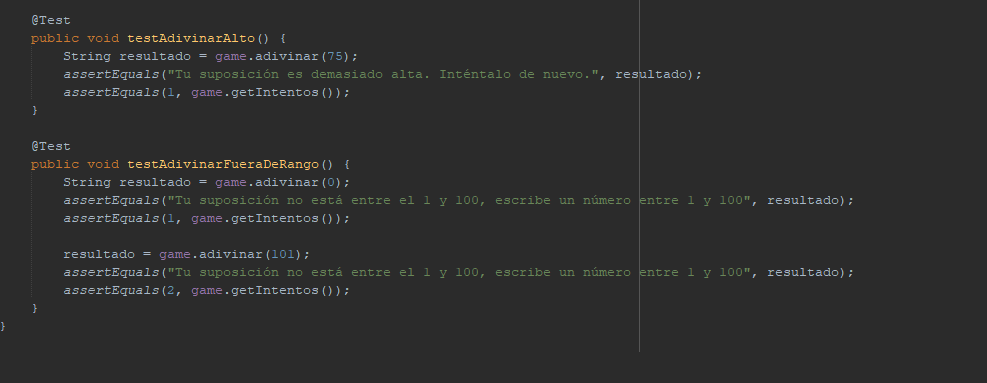 @Test
public void testAdivinarAlto() {
String resultado = game.adivinar(75);
assertEquals("Tu suposición es demasiado alta. Inténtalo de nuevo.", resultado);
assertEquals(1, game.getIntentos());
}
@Test
public void testAdivinarFueraDeRango() {
String resultado = game.adivinar(0);
assertEquals("Tu suposición no está entre el 1 y 100, escribe un número entre 1 y 100", resultado);
assertEquals(1, game.getIntentos());
resultado = game.adivinar(101);
assertEquals("Tu suposición no está entre el 1 y 100, escribe un número entre 1 y 100", resultado);
assertEquals(2, game.getIntentos());
}
}